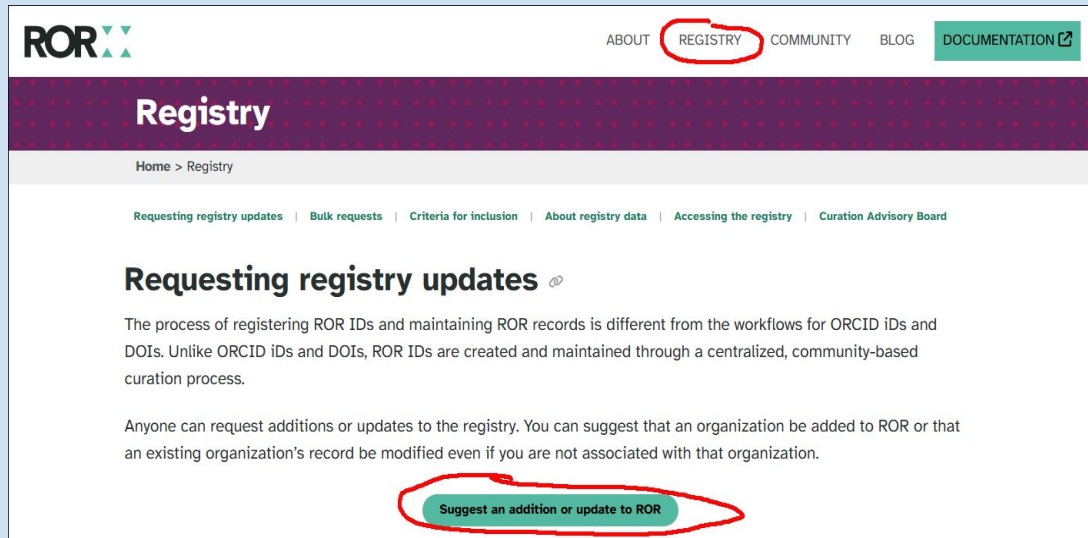 ROR
ABOUT REGISTRY COMMUNITY BLOG DOCUMENTATION
Registry
Home > Registry
Requesting registry updates | Bulk requests | Criteria for inclusion | About registry data | Accessing the registry | Curation Advisory Board
Requesting registry updates
The process of registering ROR IDs and maintaining ROR records is different from the workflows for ORCID iDs and
DOIs. Unlike ORCID iDs and DOIs, ROR IDs are created and maintained through a centralized, community-based
curation process.
Anyone can request additions or updates to the registry. You can suggest that an organization be added to ROR or that
an existing organization's record be modified even if you are not associated with that organization.
Suggest an addition or update to ROR